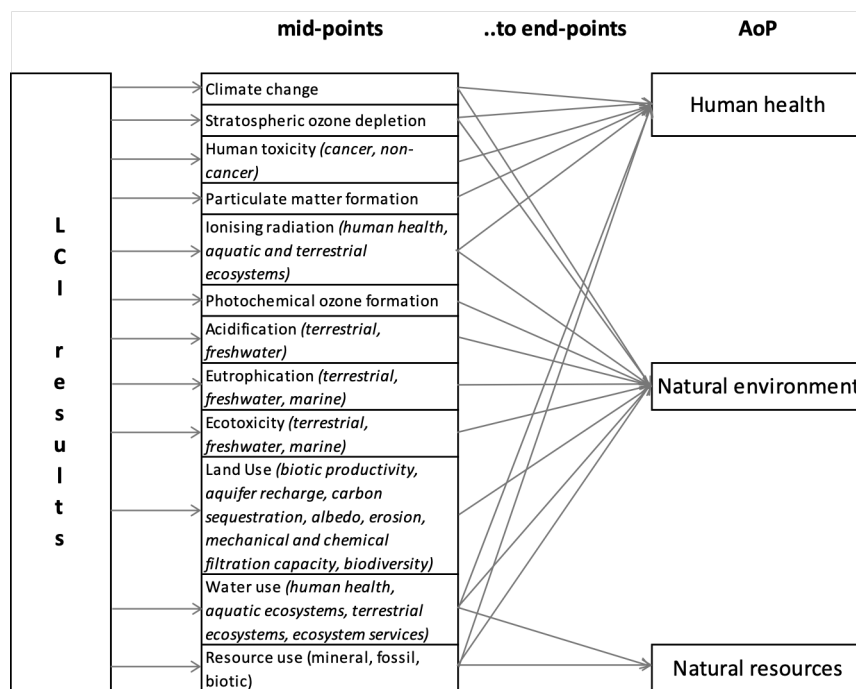 mid-points ..to end-points AoP
LCI results
Climate change
Stratospheric ozone depletion
Human toxicity (cancer, non-
cancer)
Particulate matter formation
Ionising radiation (human health,
aquatic and terrestrial
ecosystems)
Photochemical ozone formation
Acidification (terrestrial,
freshwater)
Eutrophication (terrestrial,
freshwater, marine)
Ecotoxicity (terrestrial,
freshwater, marine)
Land Use (biotic productivity,
aquifer recharge, carbon
sequestration, albedo, erosion,
mechanical and chemical
filtration capacity, biodiversity)
Water use (human health,
aquatic ecosystems, terrestrial
ecosystems, ecosystem services)
Resource use (mineral, fossil,
biotic)
Human health
Natural environment
Natural resources